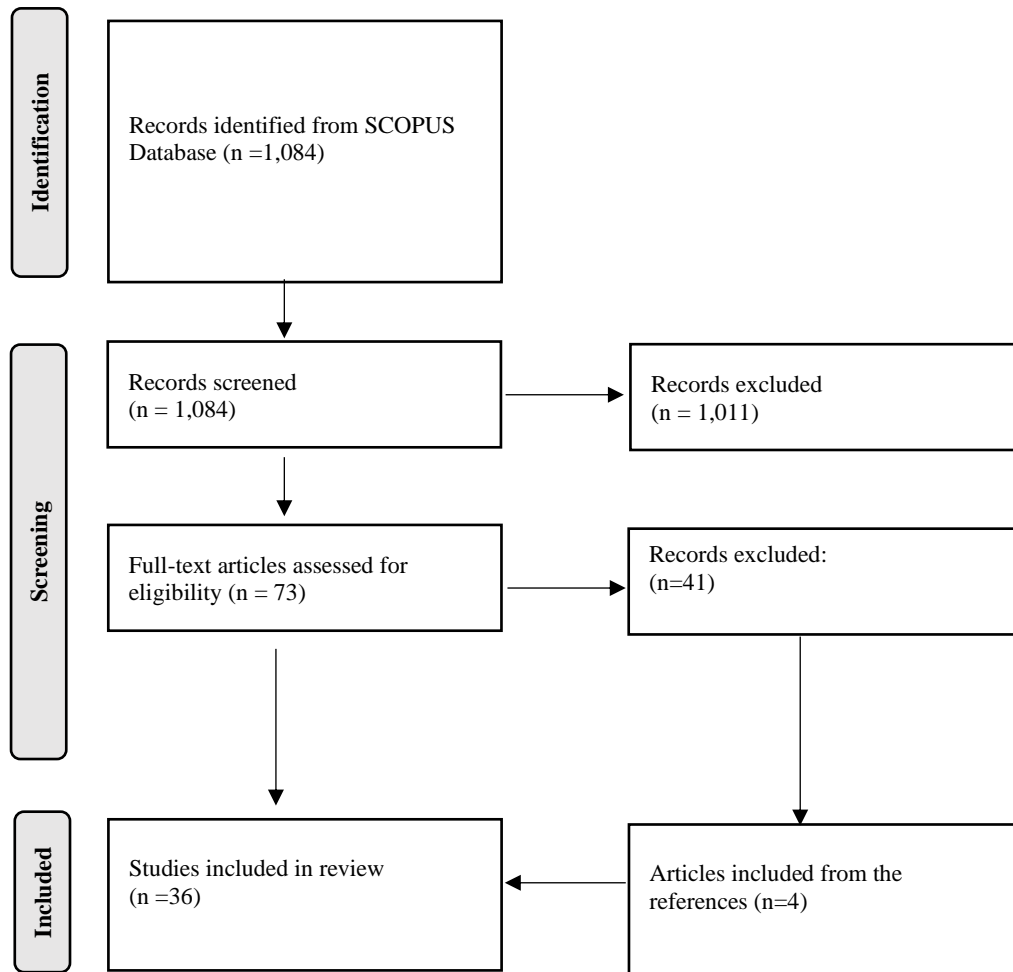 Identification
Records identified from SCOPUS
Database (n =1,084)
Screening
Records screened
(n = 1,084)
Records excluded
(n = 1,011)
Full-text articles assessed for
eligibility (n = 73)
Records excluded:
(n=41)
Included
Studies included in review
(n =36)
Articles included from the
references (n=4)